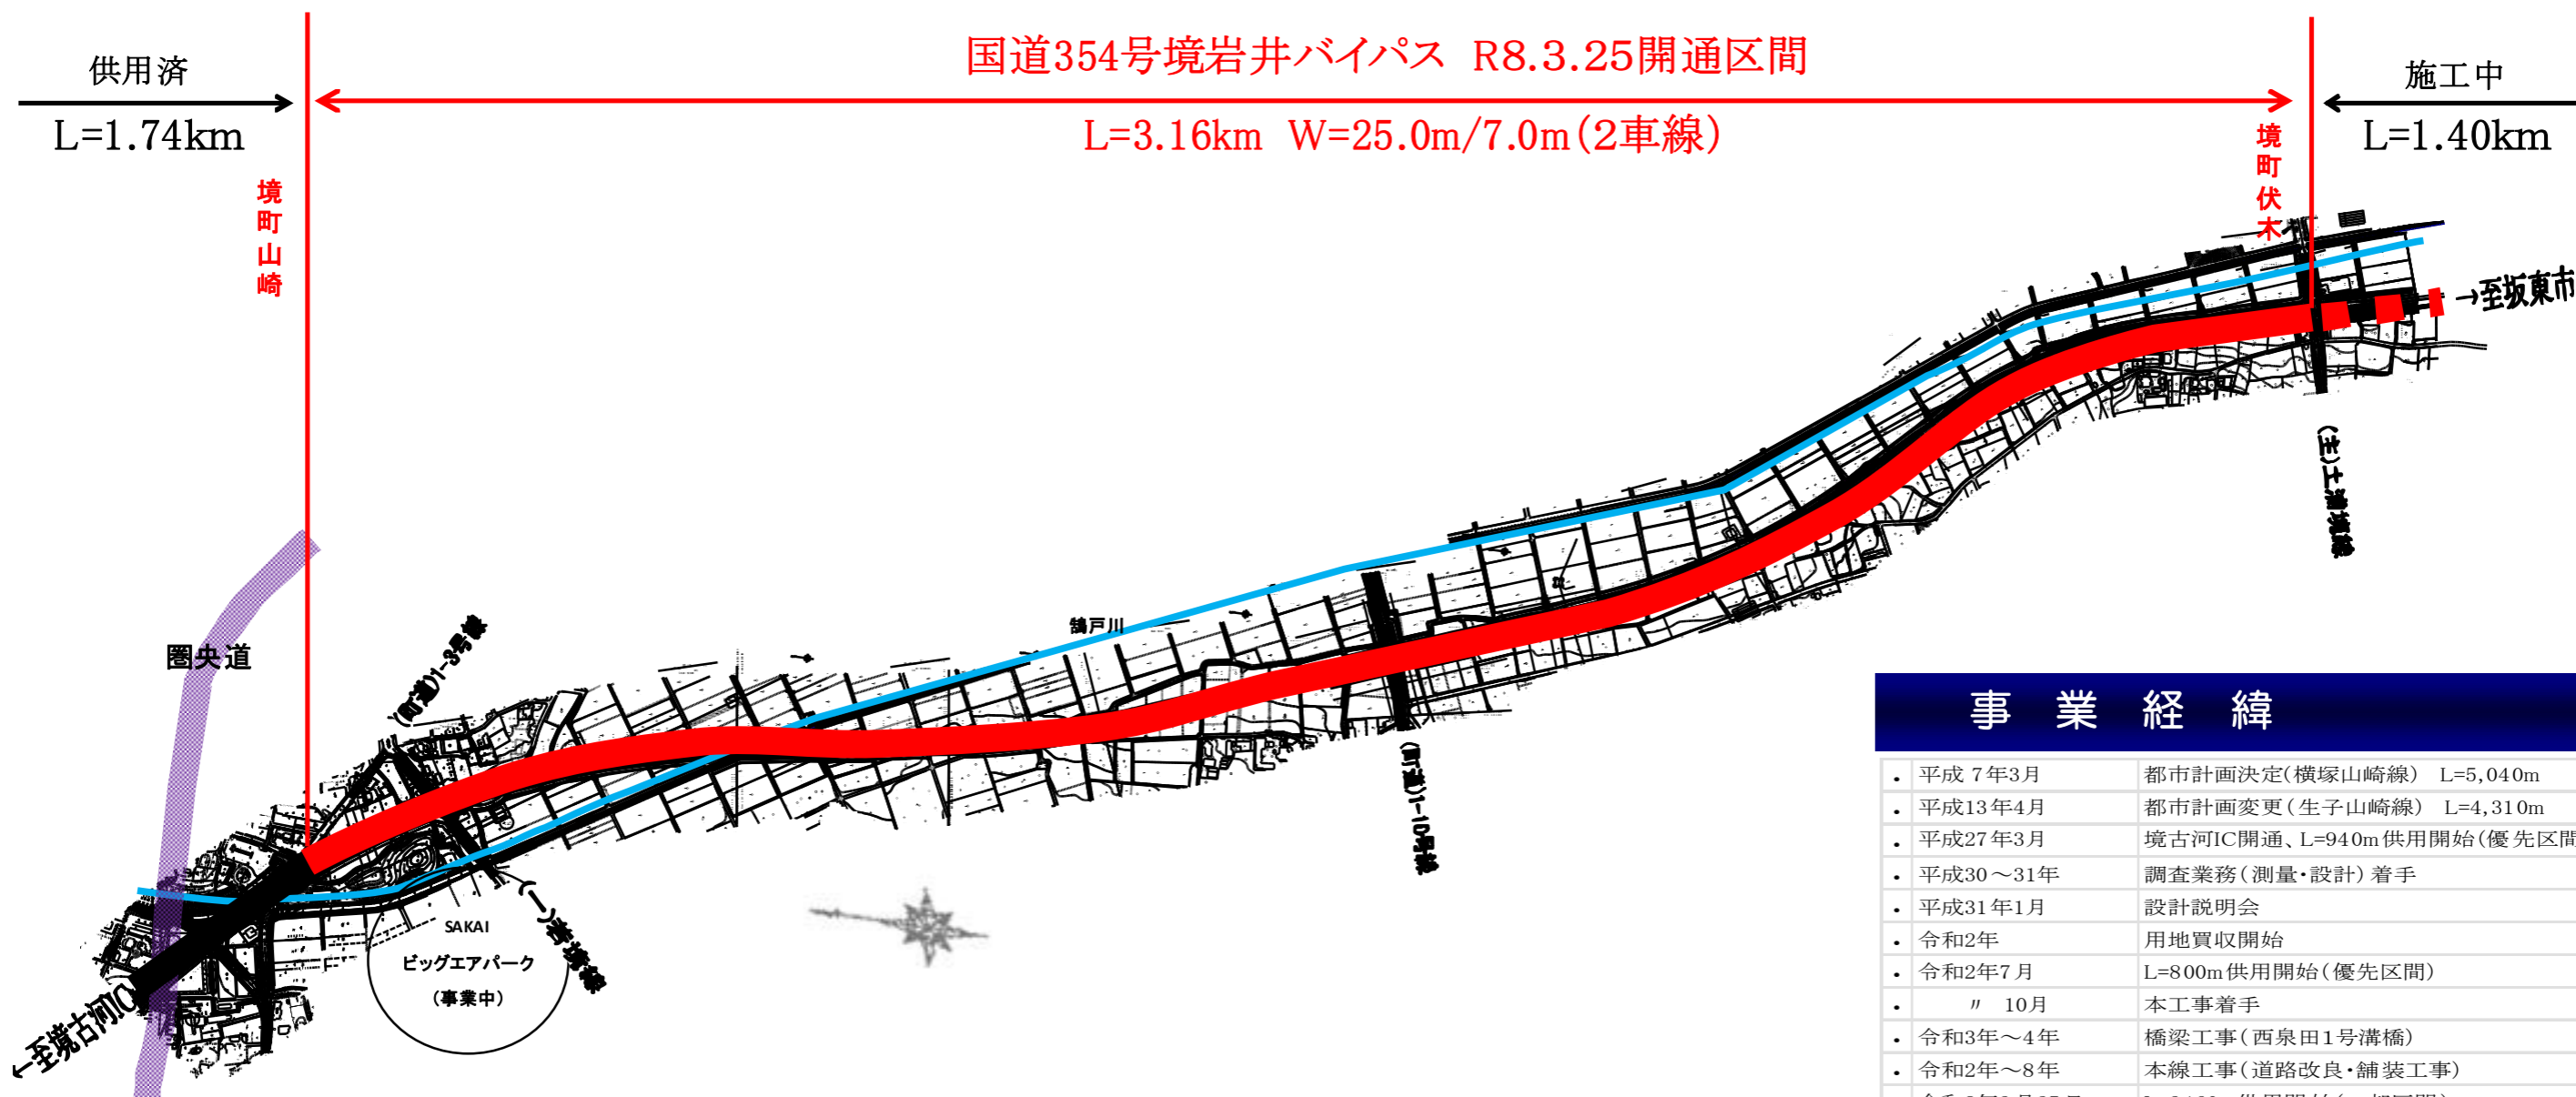 国道354号境岩井バイパス R8.3.25開通区間
供用済
施工中
L=1.74km
L=3.16km W=25.0m/7.0m(2車線)
L=1.40km
境町山崎
境町伏木
→至坂東市
(主)土浦境線
鵠戸川
圏央道
(町道)1-3号線
(町道)1-10号線
SAKAI
ビッグエアパーク
(事業中)
←至境古河IC
事業経緯
・ 平成 7年3月 都市計画決定(横塚山崎線) L=5,040m
・ 平成13年4月 都市計画変更(生子山崎線) L=4,310m
・ 平成27年3月 境古河IC開通、L=940m供用開始(優先区間
・ 平成30～31年 調査業務(測量・設計)着手
・ 平成31年1月 設計説明会
・ 令和2年 用地買収開始
・ 令和2年7月 L=800m供用開始(優先区間)
・ 〃 10月 本工事着手
・ 令和3年～4年 橋梁工事(西泉田1号溝橋)
・ 令和2年～8年 本線工事(道路改良・舗装工事)